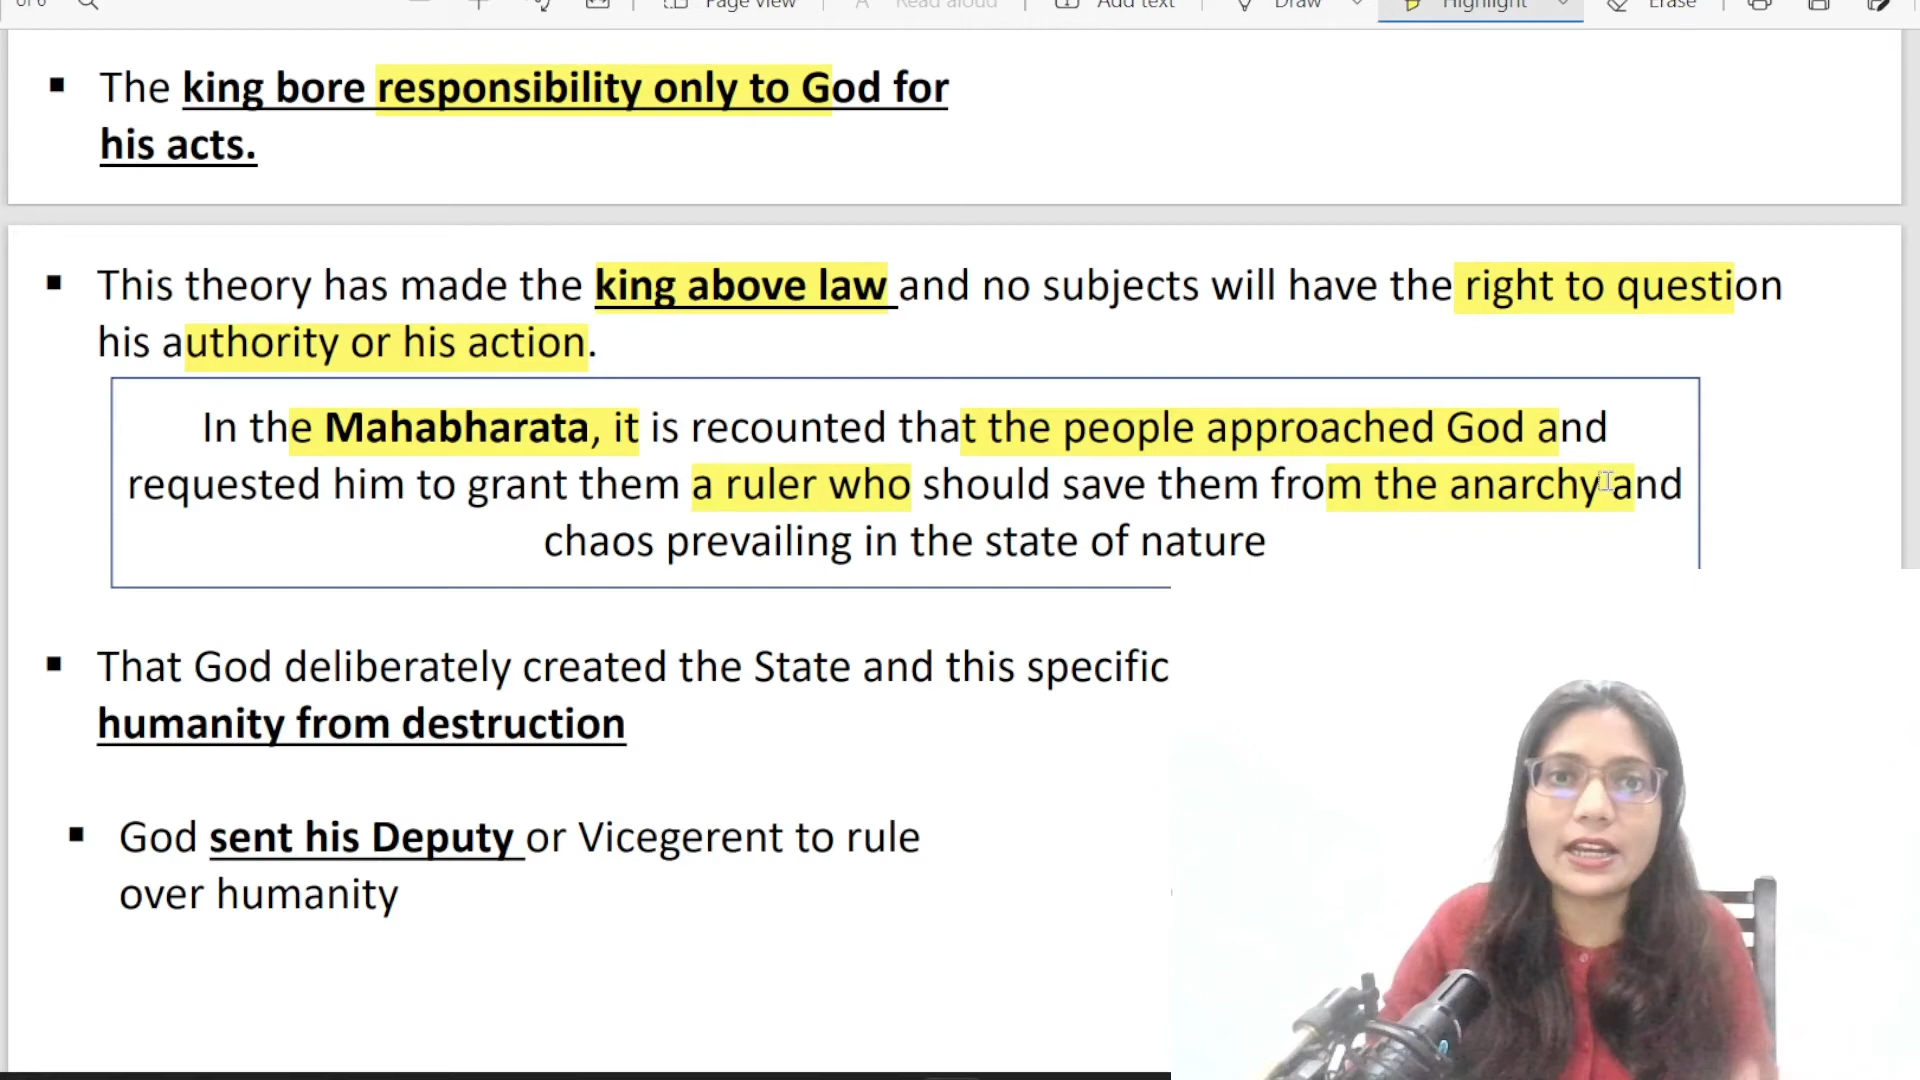 of 6
Page view
Read aloud
Add text
Draw
Highlight
Erase
▪ The king bore responsibility only to God for
his acts.
▪ This theory has made the king above law and no subjects will have the right to question
his authority or his action.
In the Mahabharata, it is recounted that the people approached God and
requested him to grant them a ruler who should save them from the anarchy and
chaos prevailing in the state of nature
▪ That God deliberately created the State and this specific
humanity from destruction
▪ God sent his Deputy or Vicegerent to rule
over humanity